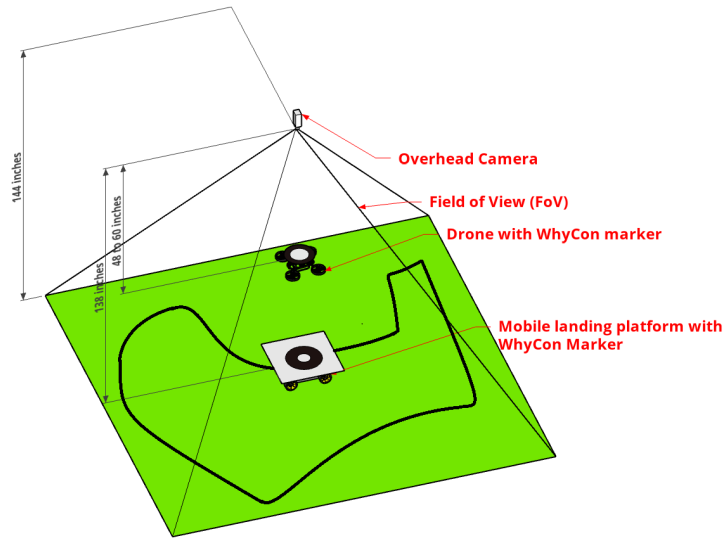 144 inches
48 to 60 inches
138 inches
Overhead Camera
Field of View (FoV)
Drone with WhyCon marker
Mobile landing platform with
WhyCon Marker